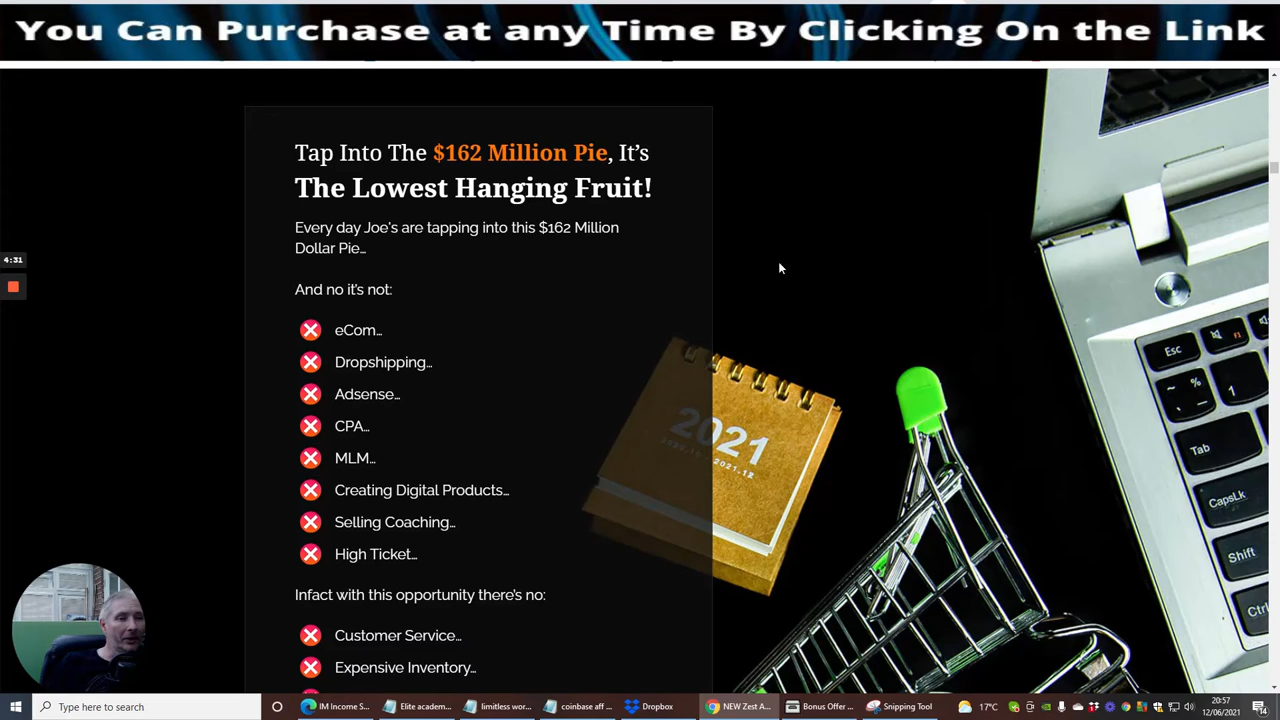 You Can Purchase at any Time By Clicking On the Link
Tap Into The $162 Million Pie, It's
The Lowest Hanging Fruit!
Every day Joe's are tapping into this $162 Million
Dollar Pie…
And no it's not:
eCom…
Dropshipping…
Adsense…
CPA…
MLM…
Creating Digital Products…
Selling Coaching…
High Ticket…
Infact with this opportunity there's no:
Customer Service…
Expensive Inventory…
4:31
2021
2021.12
Esc
F1
~
%
1
Tab
CapsLk
Shift
Ctrl
Type here to search
IM Income S...
Elite academ...
limitless wor...
coinbase aff ...
Dropbox
NEW Zest A...
Bonus Offer ...
Snipping Tool
17°C
20:57
12/06/2021